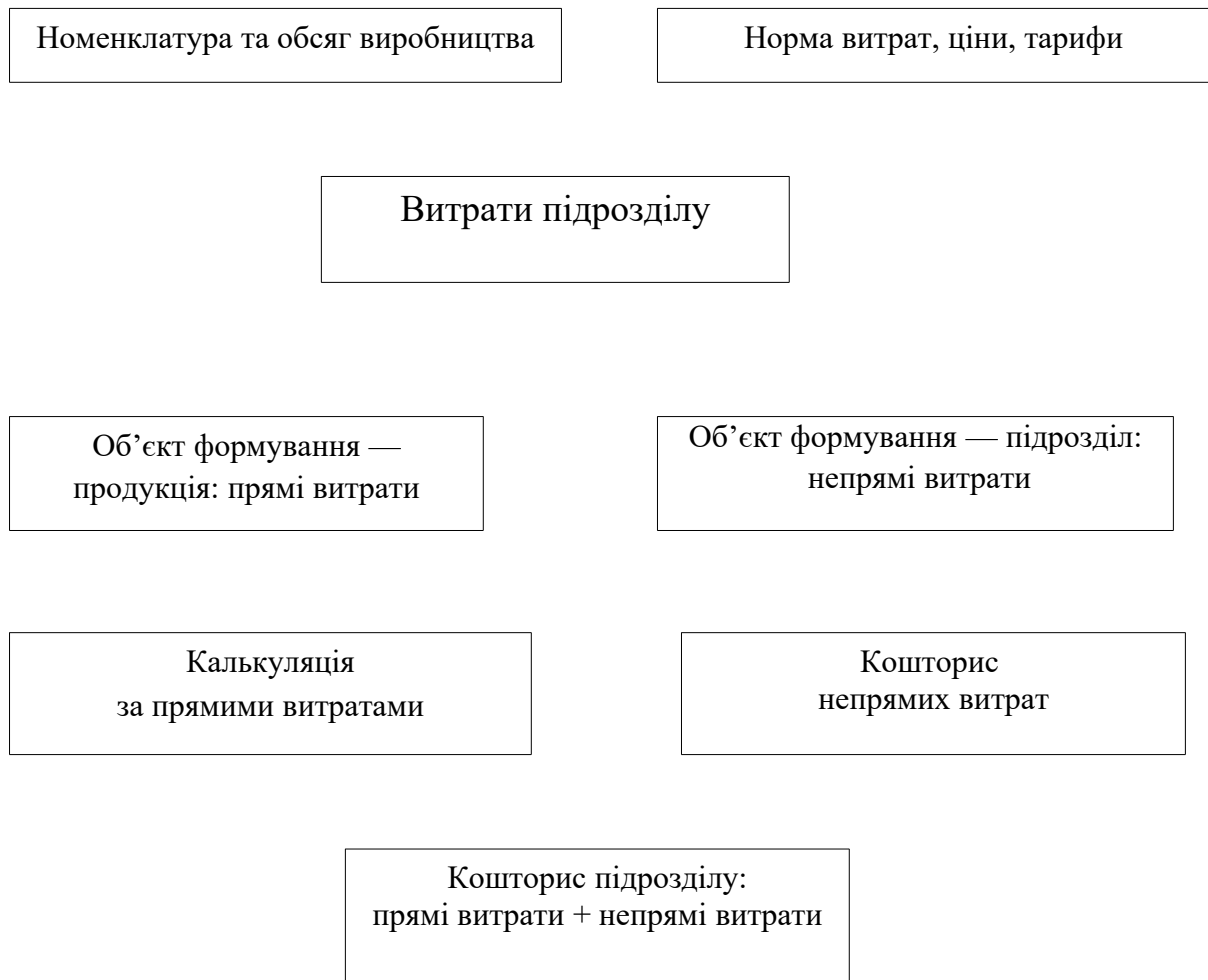 Номенклатура та обсяг виробництва
Норма витрат, ціни, тарифи
Витрати підрозділу
Об’єкт формування —
продукція: прямі витрати
Об’єкт формування — підрозділ:
непрямі витрати
Калькуляція
за прямими витратами
Кошторис
непрямих витрат
Кошторис підрозділу:
прямі витрати + непрямі витрати